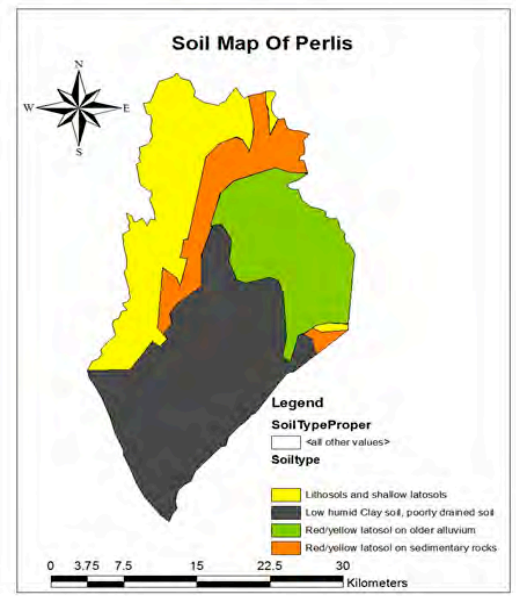 Soil Map Of Perlis
N
W E
S
Legend
SoilTypeProper
<all other values>
Soiltype
Lithosols and shallow latosols
Low humid Clay soil, poorly drained soil
Red/yellow latosol on older alluvium
Red/yellow latosol on sedimentary rocks
0 3.75 7.5 15 22.5 30
Kilometers